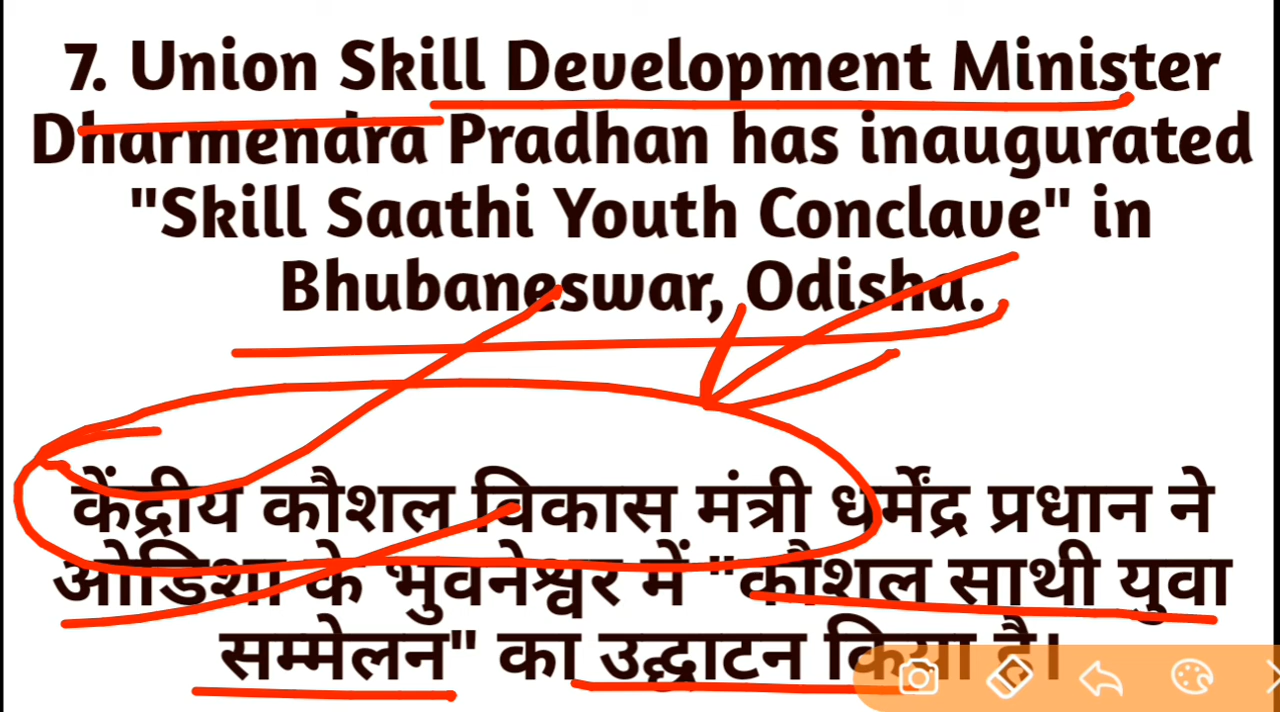 7. Union Skill Development Minister
Dharmendra Pradhan has inaugurated
"Skill Saathi Youth Conclave" in
Bhubaneswar, Odisha.
केंद्रीय कौशल विकास मंत्री धर्मेंद्र प्रधान ने
ओडिशा के भुवनेश्वर में "कौशल साथी युवा
सम्मेलन" का उद्घाटन किया है।